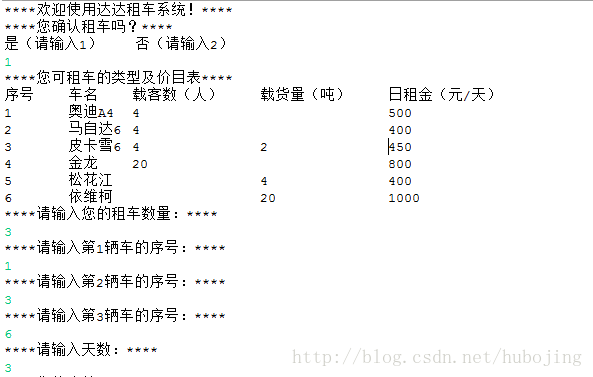 ****欢迎使用达达租车系统！****
****您确认租车吗？****
是（请输入1） 否（请输入2）
1
****您可租车的类型及价目表****
序号 车名 载客数（人） 载货量（吨） 日租金（元/天）
1 奥迪A4 4 500
2 马自达6 4 400
3 皮卡雪6 4 2 450
4 金龙 20 800
5 松花江 4 400
6 依维柯 20 1000
****请输入您的租车数量：****
3
****请输入第1辆车的序号：****
1
****请输入第2辆车的序号：****
3
****请输入第3辆车的序号：****
6
****请输入天数：****
3
http://blog.csdn.net/hubojing